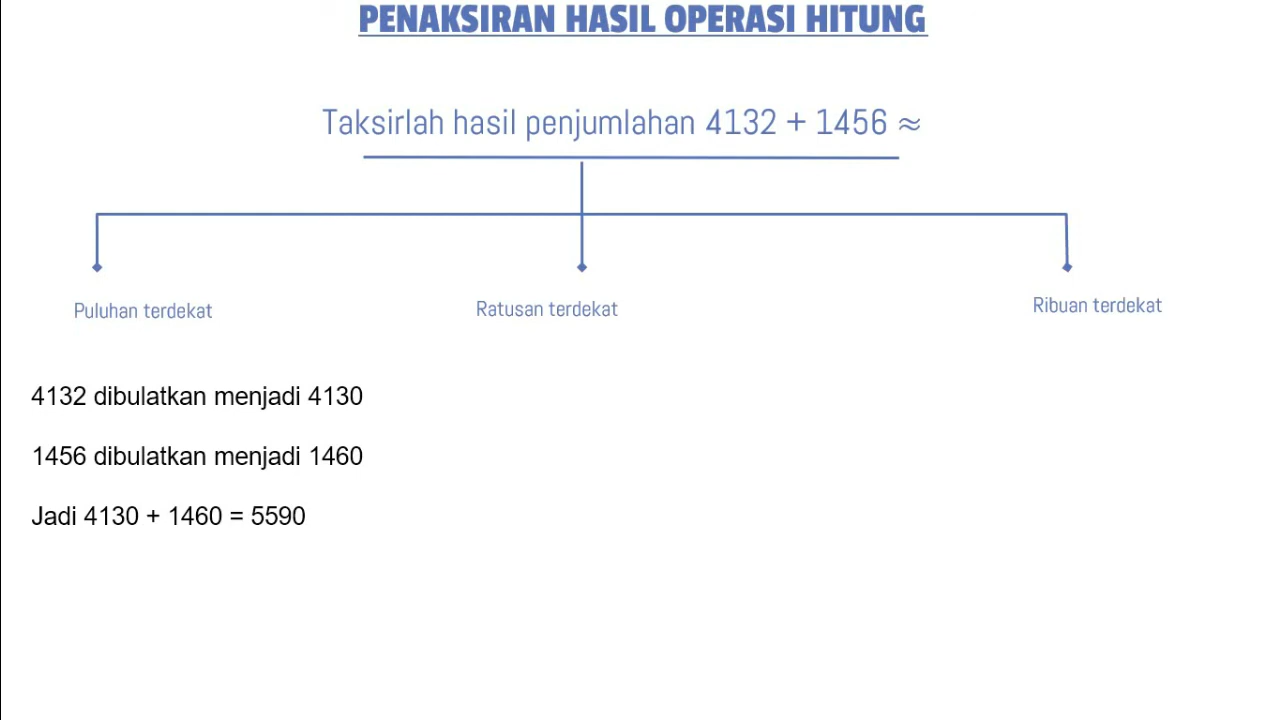 PENAKSIRAN HASIL OPERASI HITUNG
Taksirlah hasil penjumlahan 4132 + 1456 ≈
Puluhan terdekat
Ratusan terdekat
Ribuan terdekat
4132 dibulatkan menjadi 4130
1456 dibulatkan menjadi 1460
Jadi 4130 + 1460 = 5590